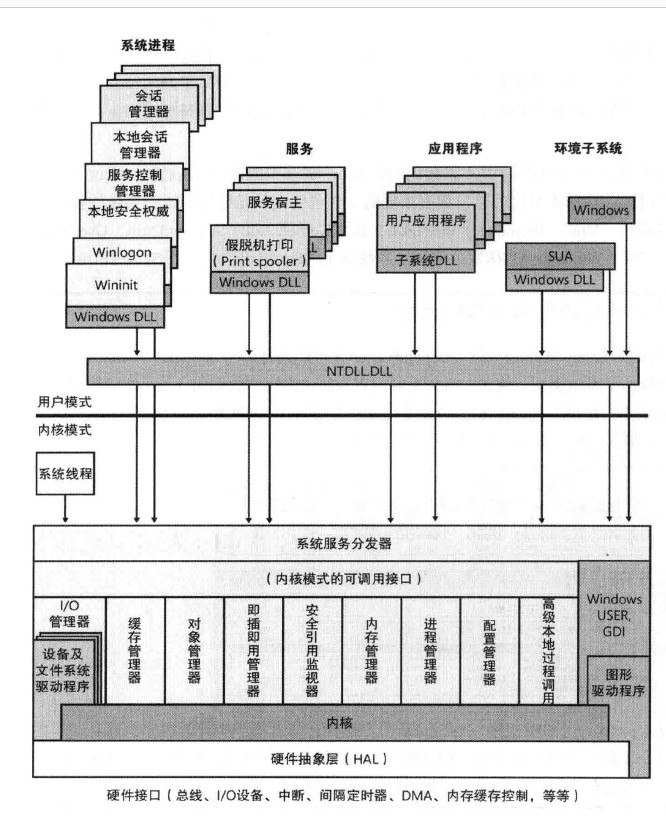 系统进程
会话
管理器
本地会话
管理器
服务控制
管理器
本地安全权威
Winlogon
Wininit
Windows DLL
服务
服务宿主
LL
假脱机打印
(Print spooler)
Windows DLL
应用程序
用户应用程序
子系统DLL
环境子系统
Windows
SUA
Windows DLL
NTDLL.DLL
用户模式
内核模式
系统线程
系统服务分发器
(内核模式的可调用接口)
I/O
管理器
设备及
文件系统
驱动程序
缓存管理器
对象管理器
即插即用管理器
安全引用监视器
内存管理器
进程管理器
配置管理器
高级本地过程调用
Windows
USER,
GDI
图形
驱动程序
内核
硬件抽象层(HAL)
硬件接口(总线、I/O设备、中断、间隔定时器、DMA、内存缓存控制,等等)